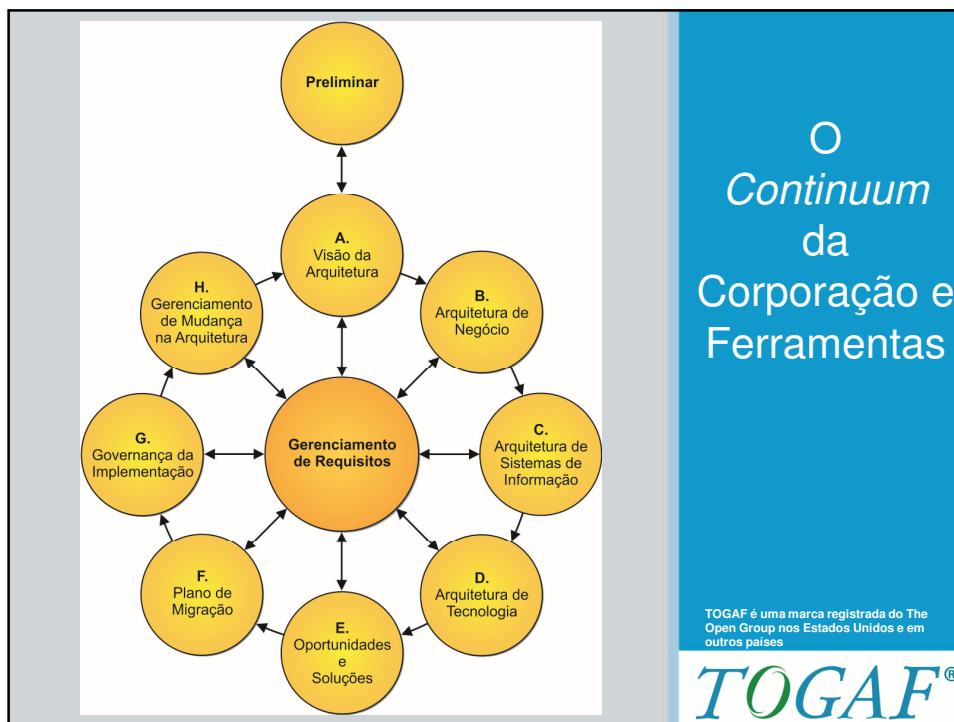 Preliminar
A.
Visão da
Arquitetura
B.
Arquitetura de
Negócio
C.
Arquitetura de
Sistemas de
Informação
D.
Arquitetura de
Tecnologia
E.
Oportunidades
e
Soluções
F.
Plano de
Migração
G.
Governança da
Implementação
H.
Gerenciamento
de Mudança
na Arquitetura
Gerenciamento
de Requisitos
O
Continuum
da
Corporação e
Ferramentas
TOGAF é uma marca registrada do The
Open Group nos Estados Unidos e em
outros países
TOGAF®